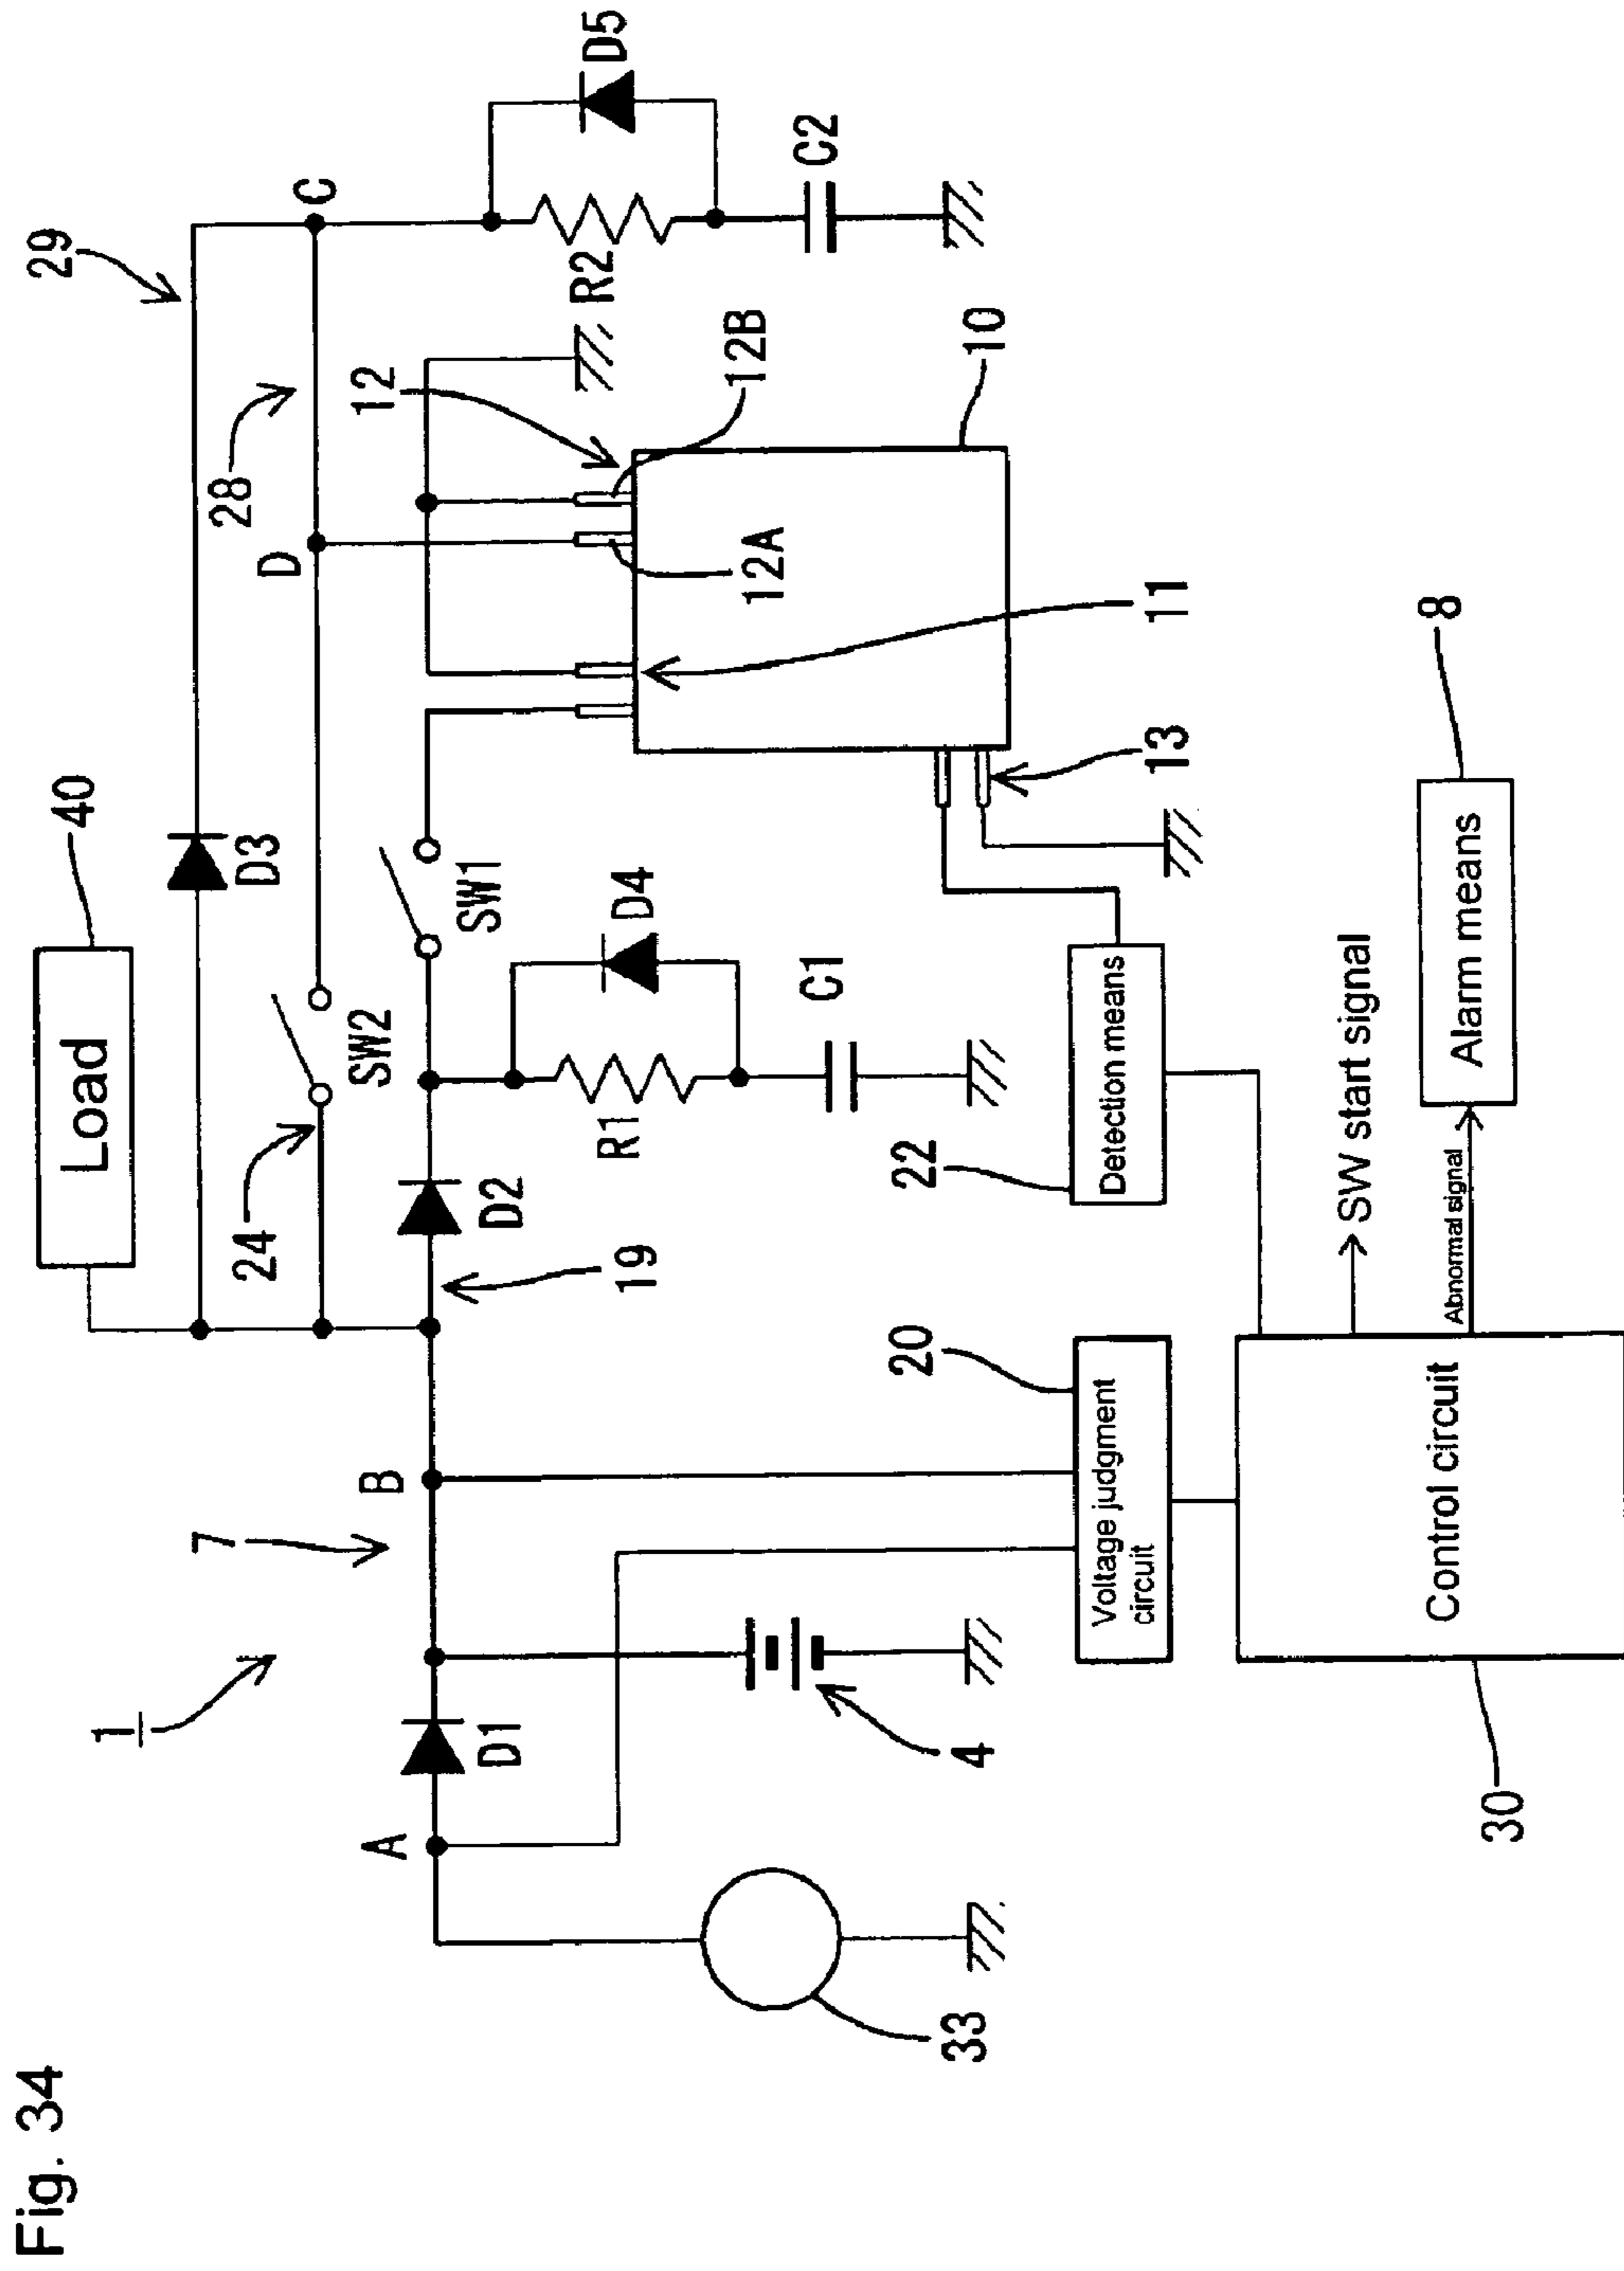 Fig. 34
1
7
A
D1
B
33
4
24
19
D2
Load
40
SW2
D3
SW1
R1
D4
C1
29
28
D
C
12
12A
12B
11
10
13
R2
D5
C2
20
Voltage judgment
circuit
22
Detection means
30
Control circuit
SW start signal
Abnormal signal
Alarm means
8